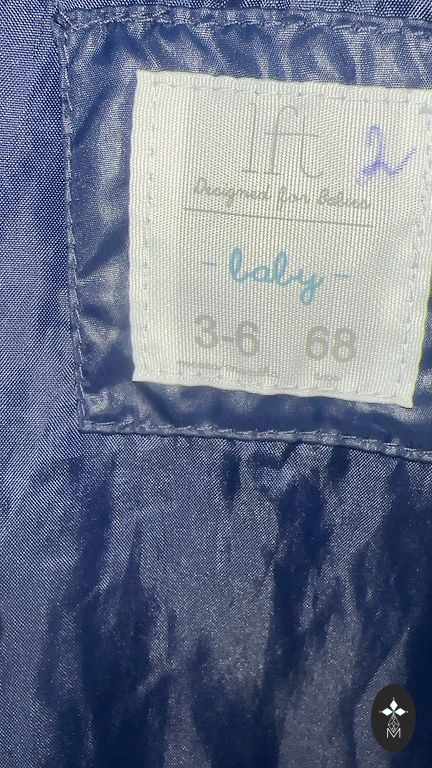 lft
2
Designed for Babies
- baby -
3-6 68
M